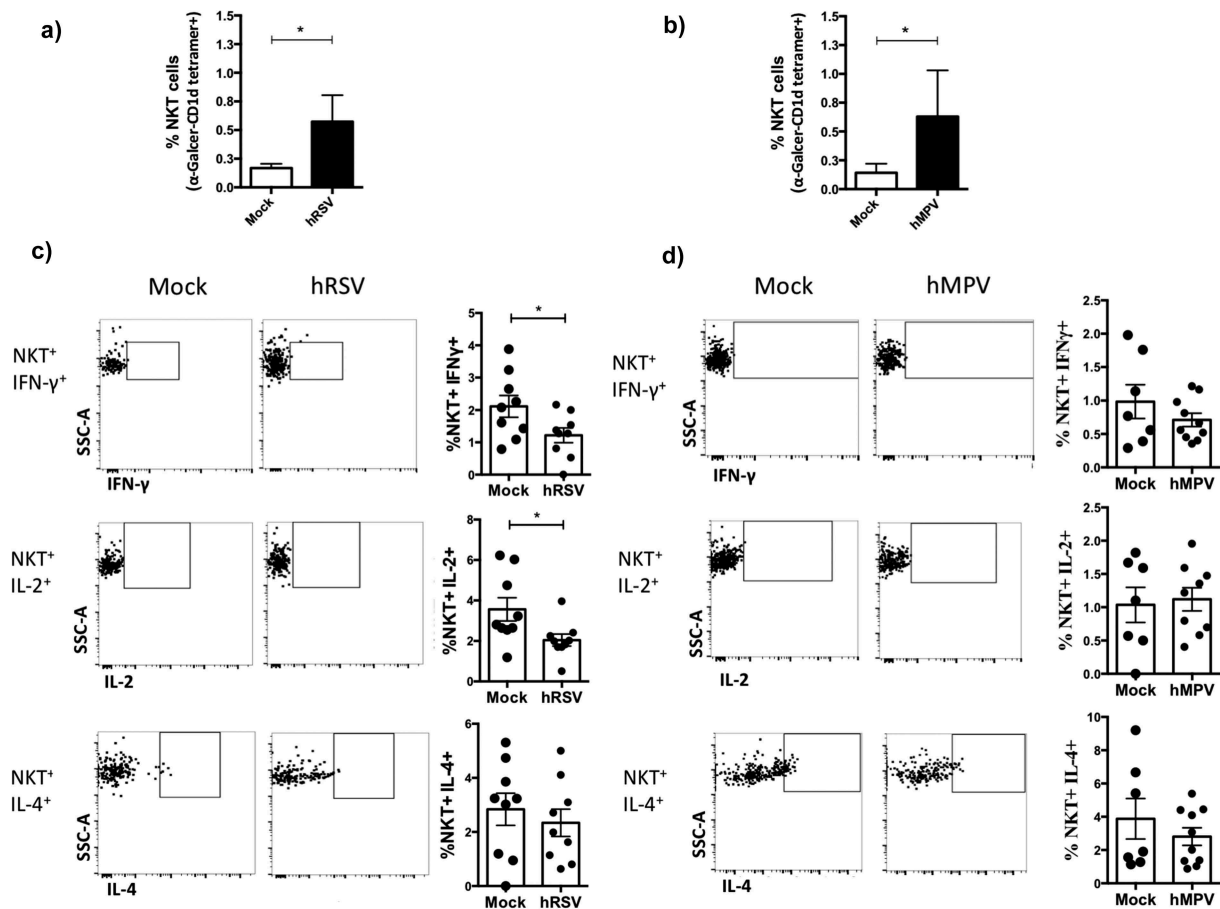 a)
% NKT cells
(α-Galcer-CD1d tetramer+)
1.5
1.3
1.0
0.8
0.5
0.3
0.0
*
Mock
hRSV
b)
% NKT cells
(α-Galcer-CD1d tetramer+)
1.5
1.3
1.0
0.8
0.5
0.3
0.0
*
Mock
hMPV
c)
Mock
hRSV
NKT⁺
IFN-γ⁺
SSC-A
IFN-γ
%NKT+ IFNγ+
5
4
3
2
1
0
*
Mock
hRSV
NKT⁺
IL-2⁺
SSC-A
IL-2
%NKT+ IL-2+
8
6
4
2
0
*
Mock
hRSV
NKT⁺
IL-4⁺
SSC-A
IL-4
%NKT+ IL-4+
6
4
2
0
Mock
hRSV
d)
Mock
hMPV
NKT⁺
IFN-γ⁺
SSC-A
IFN-γ
% NKT+ IFNγ+
2.5
2.0
1.5
1.0
0.5
0.0
Mock
hMPV
NKT⁺
IL-2⁺
SSC-A
IL-2
% NKT+ IL-2+
2.5
2.0
1.5
1.0
0.5
0.0
Mock
hMPV
NKT⁺
IL-4⁺
SSC-A
IL-4
% NKT+ IL-4+
10
8
6
4
2
0
Mock
hMPV